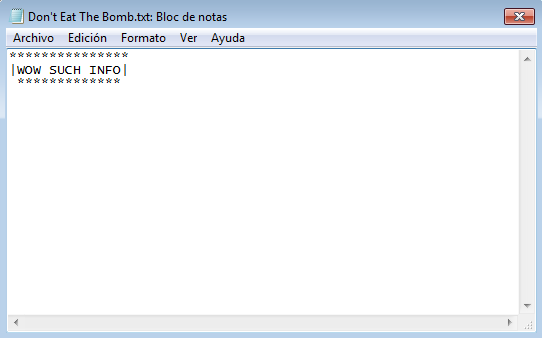 Don't Eat The Bomb.txt: Bloc de notas
Archivo Edición Formato Ver Ayuda
***************
|WOW SUCH INFO|
 *************